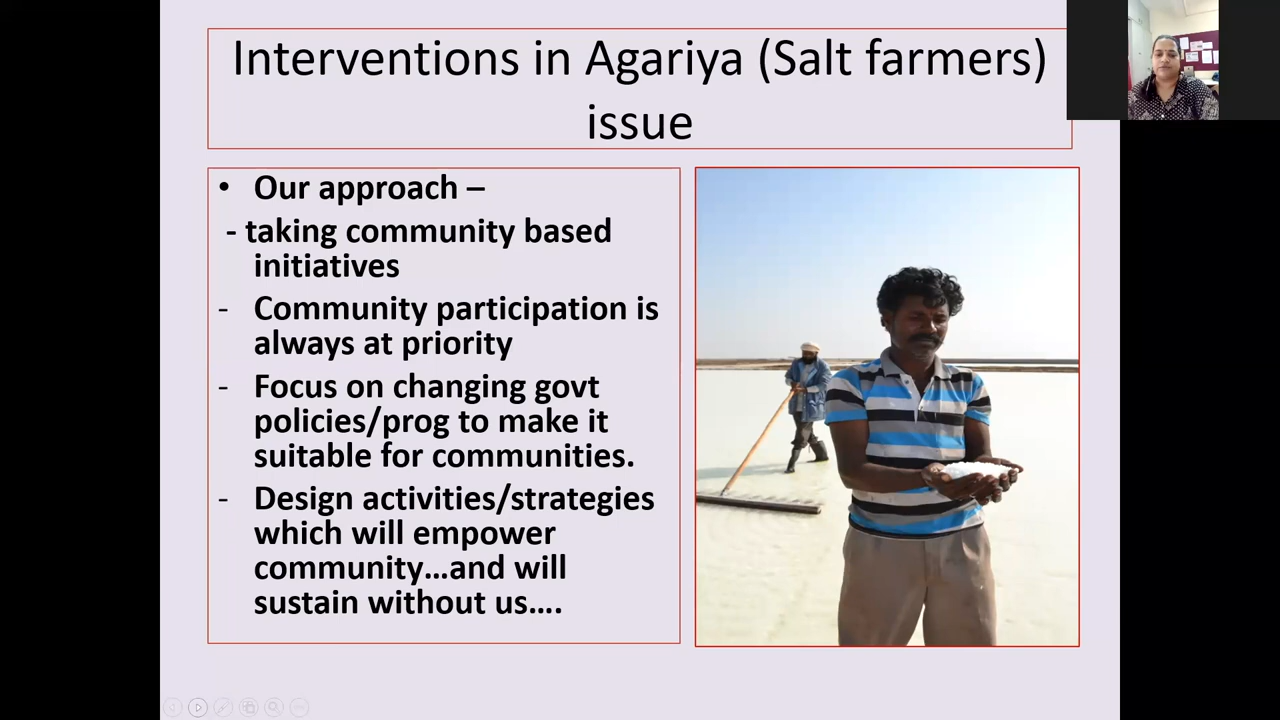 Interventions in Agariya (Salt farmers)
issue
• Our approach –
- taking community based
initiatives
- Community participation is
always at priority
- Focus on changing govt
policies/prog to make it
suitable for communities.
- Design activities/strategies
which will empower
community…and will
sustain without us….